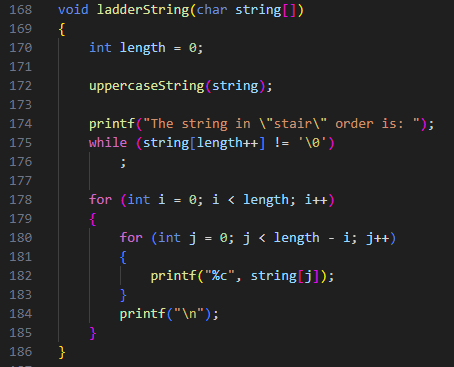 168 void ladderString(char string[])
169 {
170     int length = 0;
171
172     uppercaseString(string);
173
174     printf("The string in \"stair\" order is: ");
175     while (string[length++] != '\0')
176         ;
177
178     for (int i = 0; i < length; i++)
179     {
180         for (int j = 0; j < length - i; j++)
181         {
182             printf("%c", string[j]);
183         }
184         printf("\n");
185     }
186 }